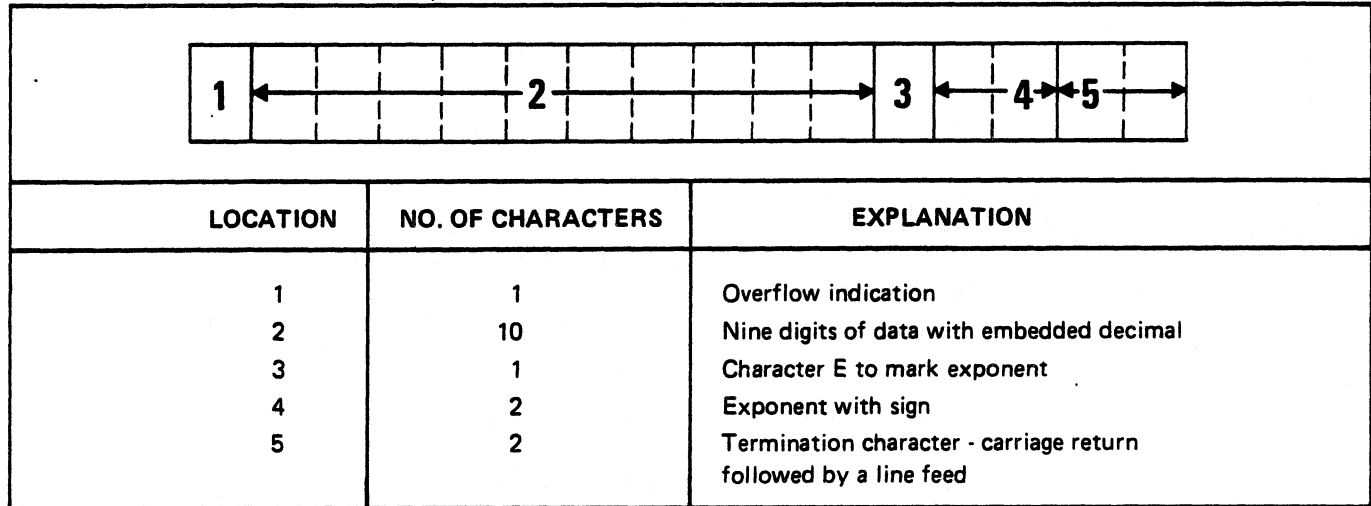 1 2 3 4 5
LOCATION NO. OF CHARACTERS EXPLANATION
1 1 Overflow indication
2 10 Nine digits of data with embedded decimal
3 1 Character E to mark exponent
4 2 Exponent with sign
5 2 Termination character - carriage return
followed by a line feed